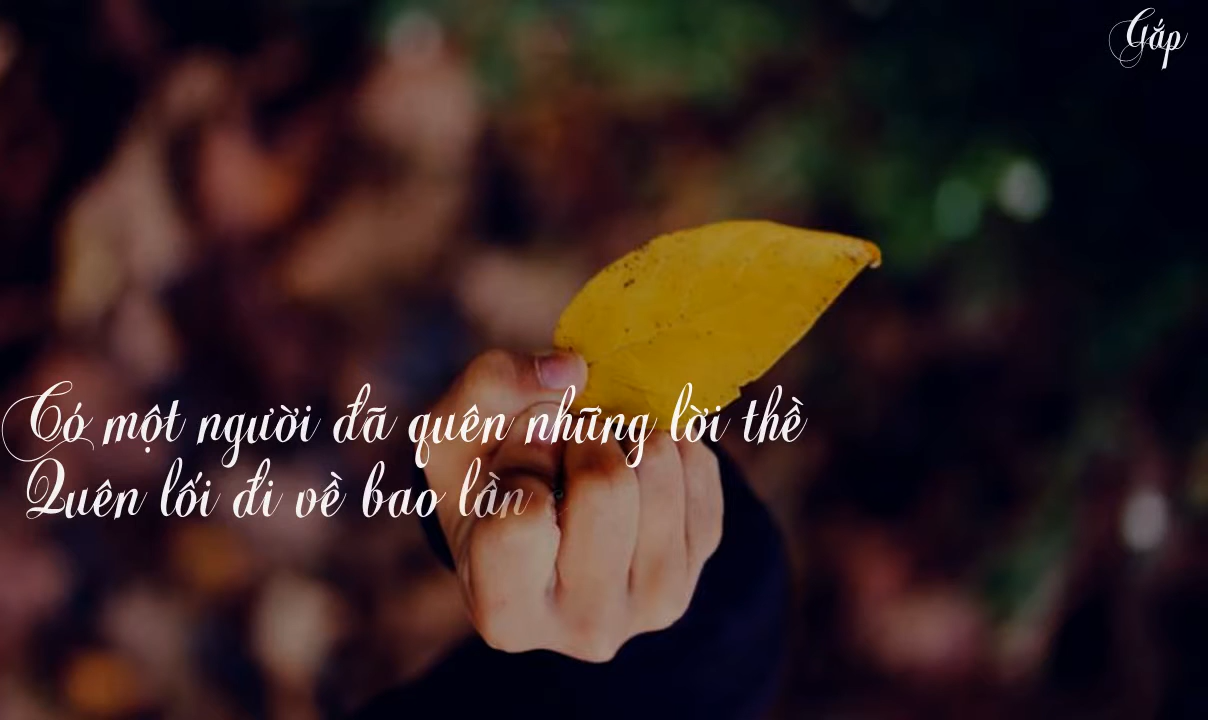 Gấp
Có một người đã quên những lời thề
Quên lối đi về bao lần